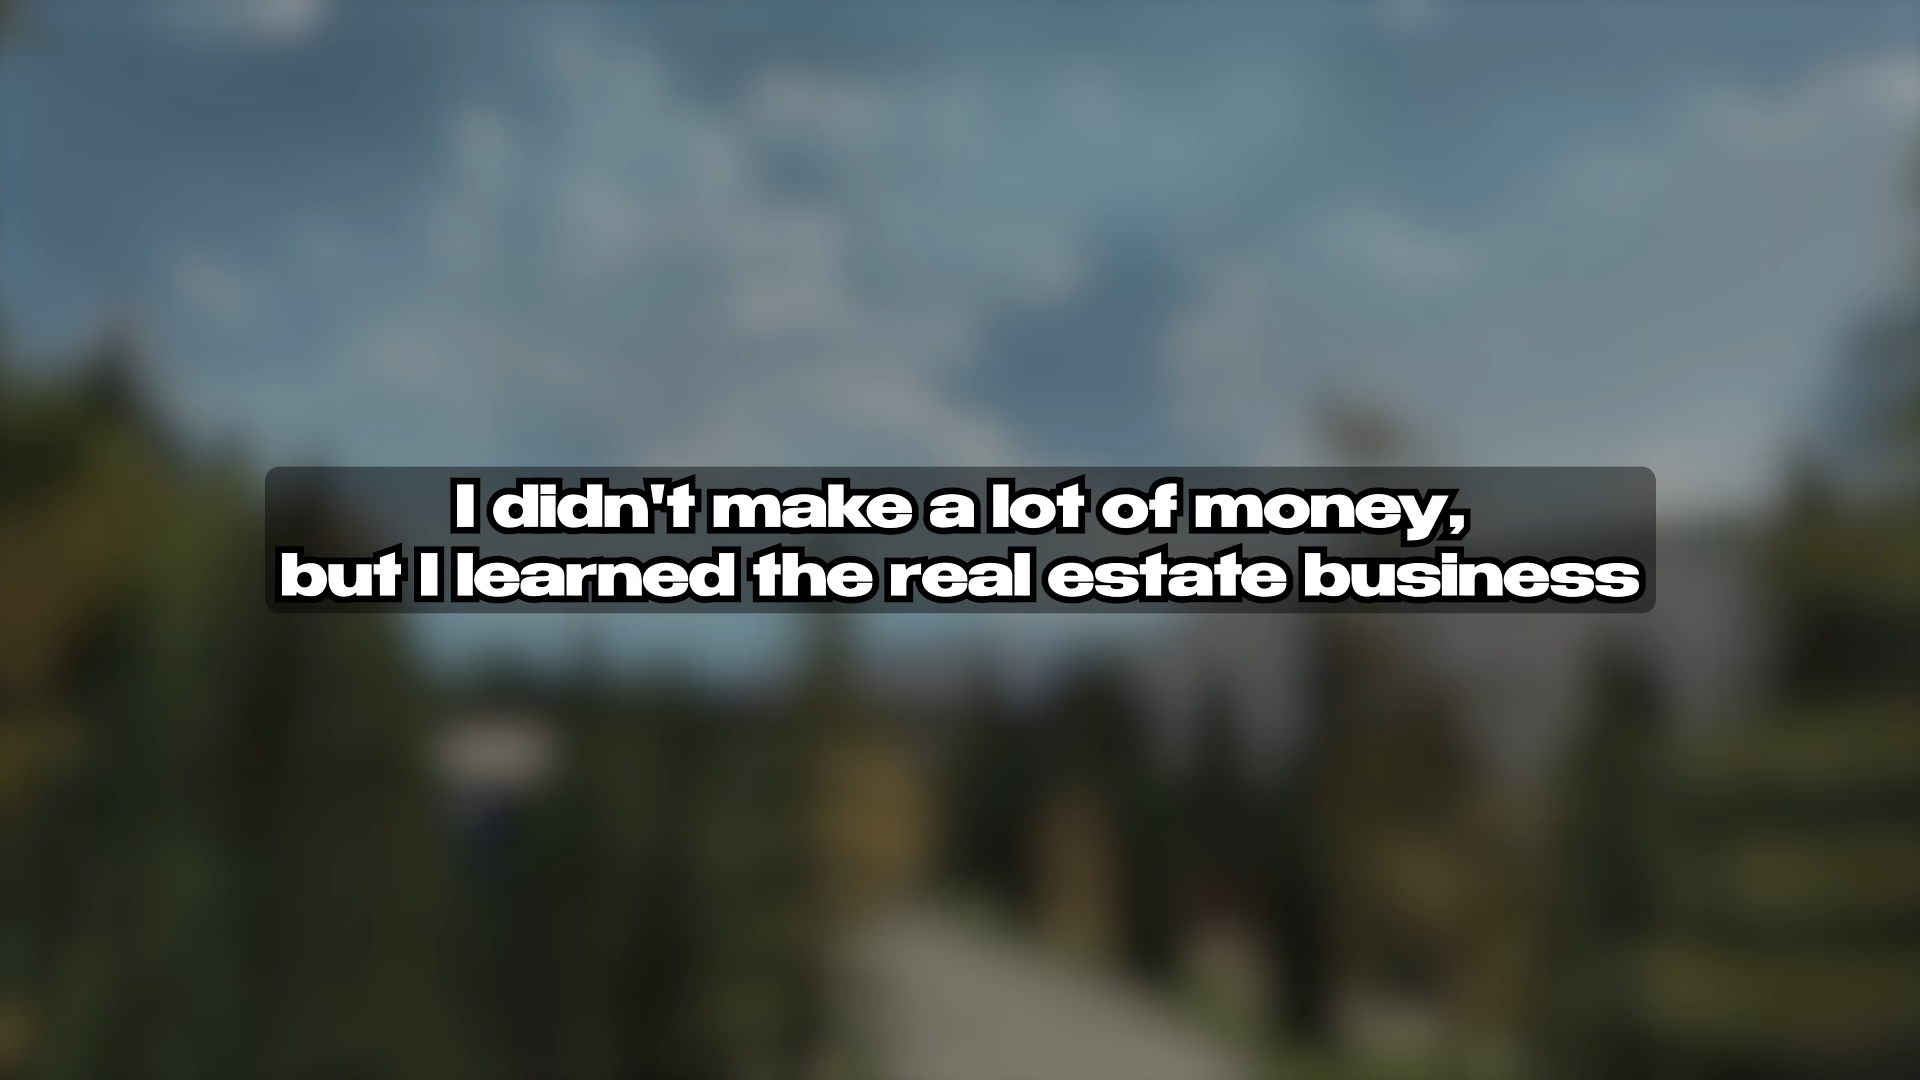 I didn't make a lot of money,
but I learned the real estate business